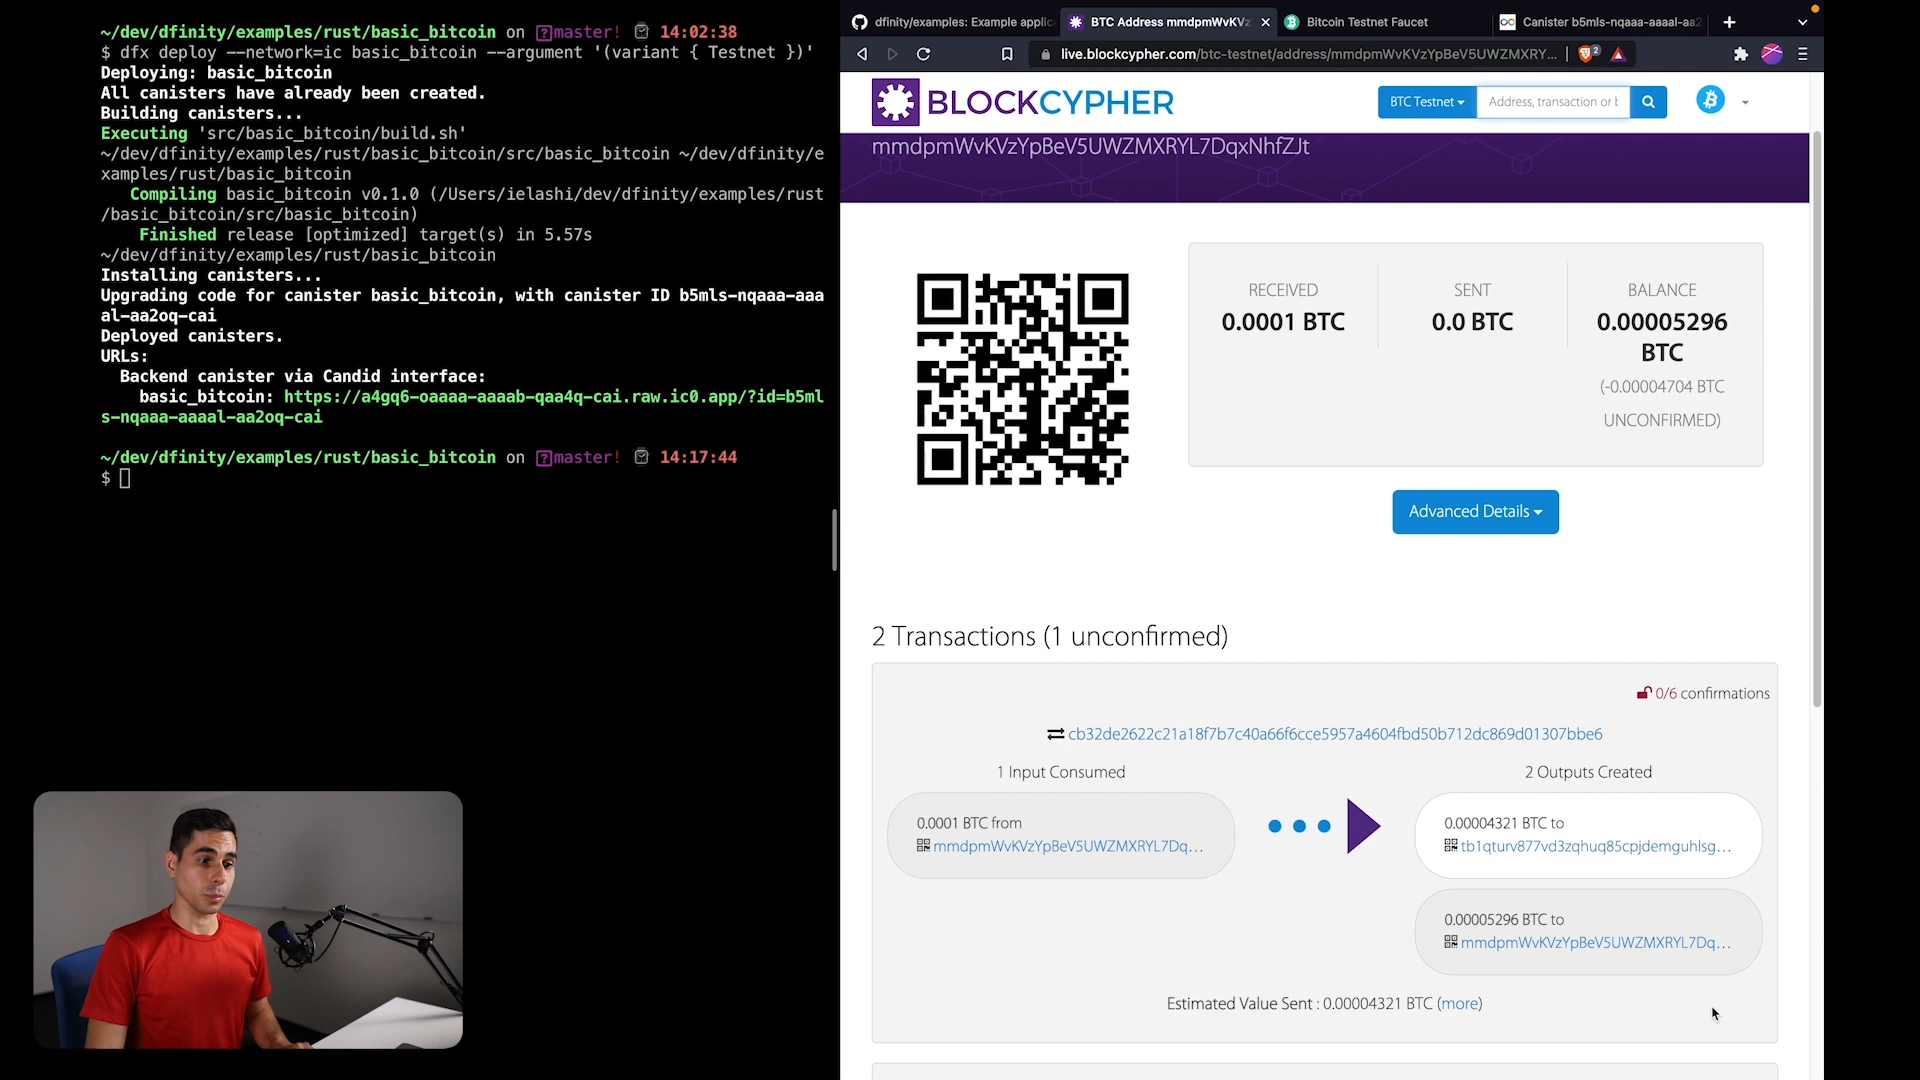 ~/dev/dfinity/examples/rust/basic_bitcoin on master! 14:02:38
$ dfx deploy --network=ic basic_bitcoin --argument '(variant { Testnet })'
Deploying: basic_bitcoin
All canisters have already been created.
Building canisters...
Executing 'src/basic_bitcoin/build.sh'
~/dev/dfinity/examples/rust/basic_bitcoin/src/basic_bitcoin ~/dev/dfinity/e
xamples/rust/basic_bitcoin
Compiling basic_bitcoin v0.1.0 (/Users/ielashi/dev/dfinity/examples/rust
/basic_bitcoin/src/basic_bitcoin)
Finished release [optimized] target(s) in 5.57s
~/dev/dfinity/examples/rust/basic_bitcoin
Installing canisters...
Upgrading code for canister basic_bitcoin, with canister ID b5mls-nqaaa-aaa
al-aa2oq-cai
Deployed canisters.
URLs:
Backend canister via Candid interface:
basic_bitcoin: https://a4gq6-oaaaa-aaaab-qaa4q-cai.raw.ic0.app/?id=b5ml
s-nqaaa-aaaal-aa2oq-cai
~/dev/dfinity/examples/rust/basic_bitcoin on master! 14:17:44
$
dfinity/examples: Example applic
BTC Address mmdpmWvKVz
Bitcoin Testnet Faucet
Canister b5mls-nqaaa-aaaal-aa2
live.blockcypher.com/btc-testnet/address/mmdpmWvKVzYpBeV5UWZMXRY...
2
BLOCKCYPHER
BTC Testnet
Address, transaction or b
mmdpmWvKVzYpBeV5UWZMXRYL7DqxNhfZJt
RECEIVED
0.0001 BTC
SENT
0.0 BTC
BALANCE
0.00005296
BTC
(-0.00004704 BTC
UNCONFIRMED)
Advanced Details
2 Transactions (1 unconfirmed)
0/6 confirmations
cb32de2622c21a18f7b7c40a66f6cce5957a4604fbd50b712dc869d01307bbe6
1 Input Consumed
2 Outputs Created
0.0001 BTC from
mmdpmWvKVzYpBeV5UWZMXRYL7Dq...
0.00004321 BTC to
tb1qturv877vd3zqhuq85cpjdemguhlsg...
0.00005296 BTC to
mmdpmWvKVzYpBeV5UWZMXRYL7Dq...
Estimated Value Sent : 0.00004321 BTC (more)